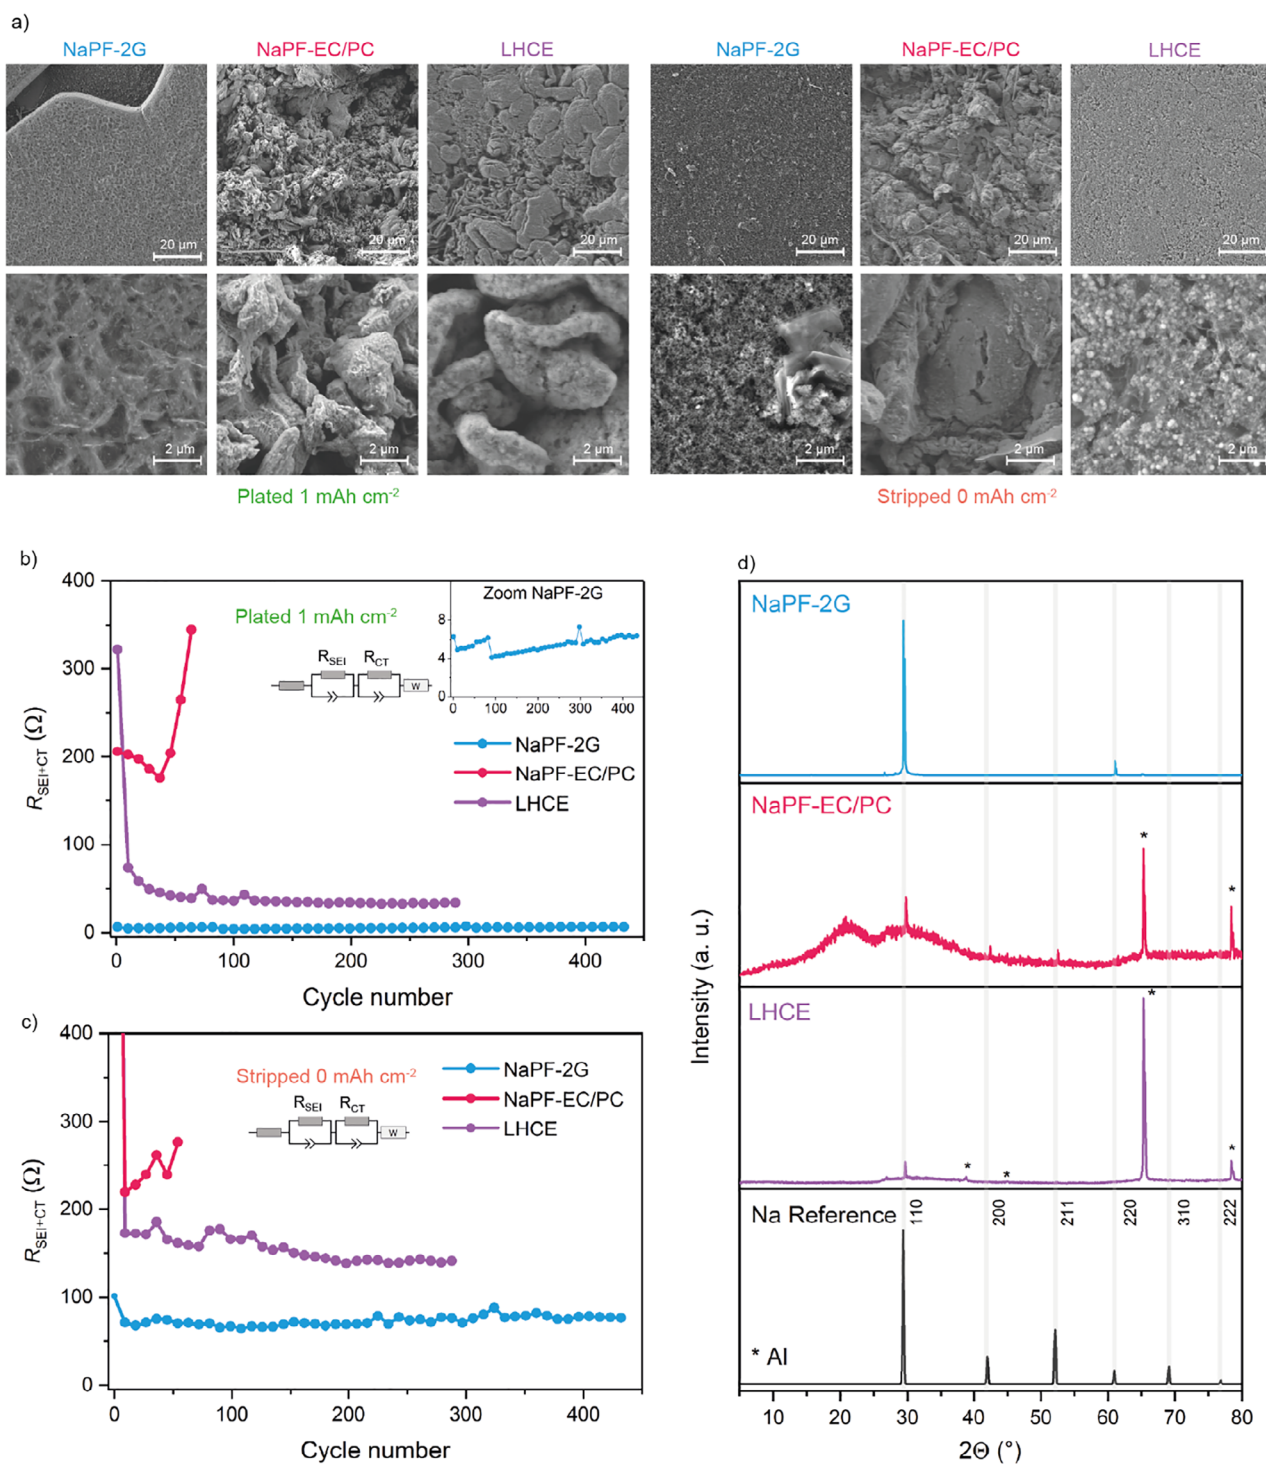 a)
NaPF-2G NaPF-EC/PC LHCE NaPF-2G NaPF-EC/PC LHCE
20 µm 20 µm 20 µm 20 µm 20 µm 20 µm
2 µm 2 µm 2 µm 2 µm 2 µm 2 µm
Plated 1 mAh cm⁻² Stripped 0 mAh cm⁻²
b)
400
300
200
100
0
R_SEI+CT (Ω)
Plated 1 mAh cm⁻²
R_SEI R_CT
W
Zoom NaPF-2G
8
4
0
0 100 200 300 400
NaPF-2G
NaPF-EC/PC
LHCE
0 100 200 300 400
Cycle number
c)
400
300
200
100
0
R_SEI+CT (Ω)
Stripped 0 mAh cm⁻²
R_SEI R_CT
W
NaPF-2G
NaPF-EC/PC
LHCE
0 100 200 300 400
Cycle number
d)
Intensity (a. u.)
NaPF-2G
NaPF-EC/PC
* *
LHCE
* * * *
Na Reference 110 200 211 220 310 222
* Al
10 20 30 40 50 60 70 80
2Θ (°)